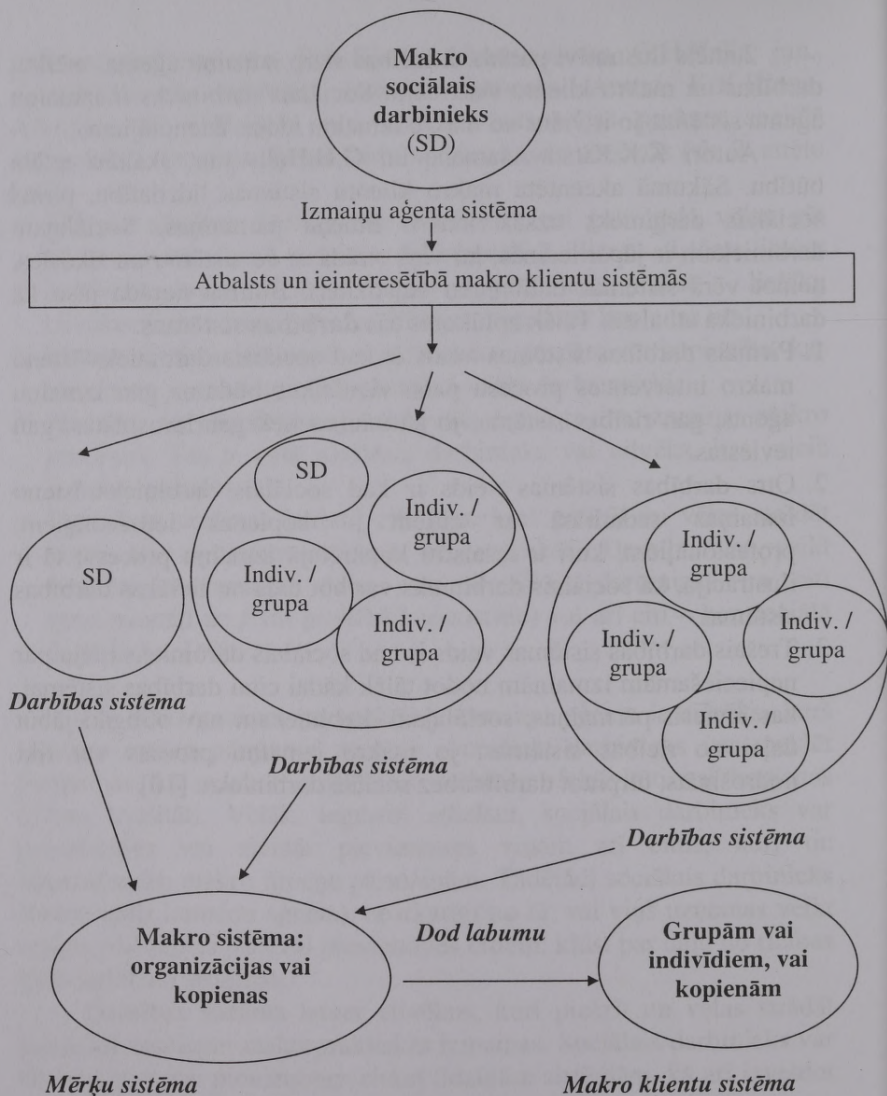 Makro
sociālais
darbinieks
(SD)
Izmaiņu aģenta sistēma
Atbalsts un ieinteresētībā makro klientu sistēmās
SD
Indiv. /
grupa
Indiv. /
grupa
Indiv. /
grupa
SD
Indiv. /
grupa
Indiv. /
grupa
Indiv. /
grupa
Indiv. /
grupa
Darbības sistēma
Darbības sistēma
Darbības sistēma
Makro sistēma:
organizācijas vai
kopienas
Dod labumu
Grupām vai
indivīdiem, vai
kopienām
Mērķu sistēma
Makro klientu sistēma